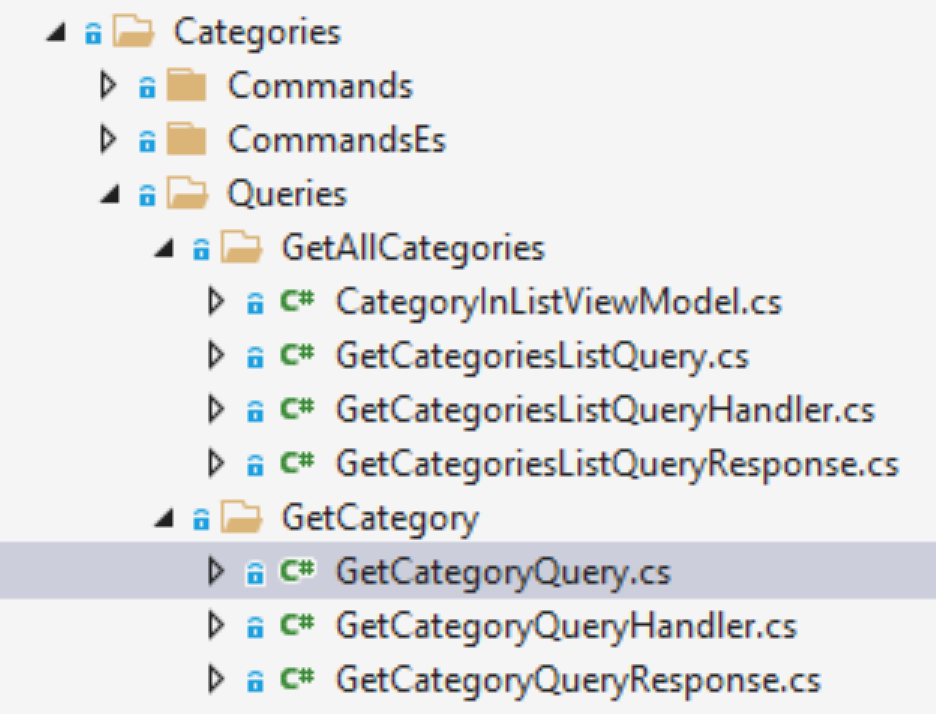 Categories
Commands
CommandsEs
Queries
GetAllCategories
C# CategoryInListViewModel.cs
C# GetCategoriesListQuery.cs
C# GetCategoriesListQueryHandler.cs
C# GetCategoriesListQueryResponse.cs
GetCategory
C# GetCategoryQuery.cs
C# GetCategoryQueryHandler.cs
C# GetCategoryQueryResponse.cs